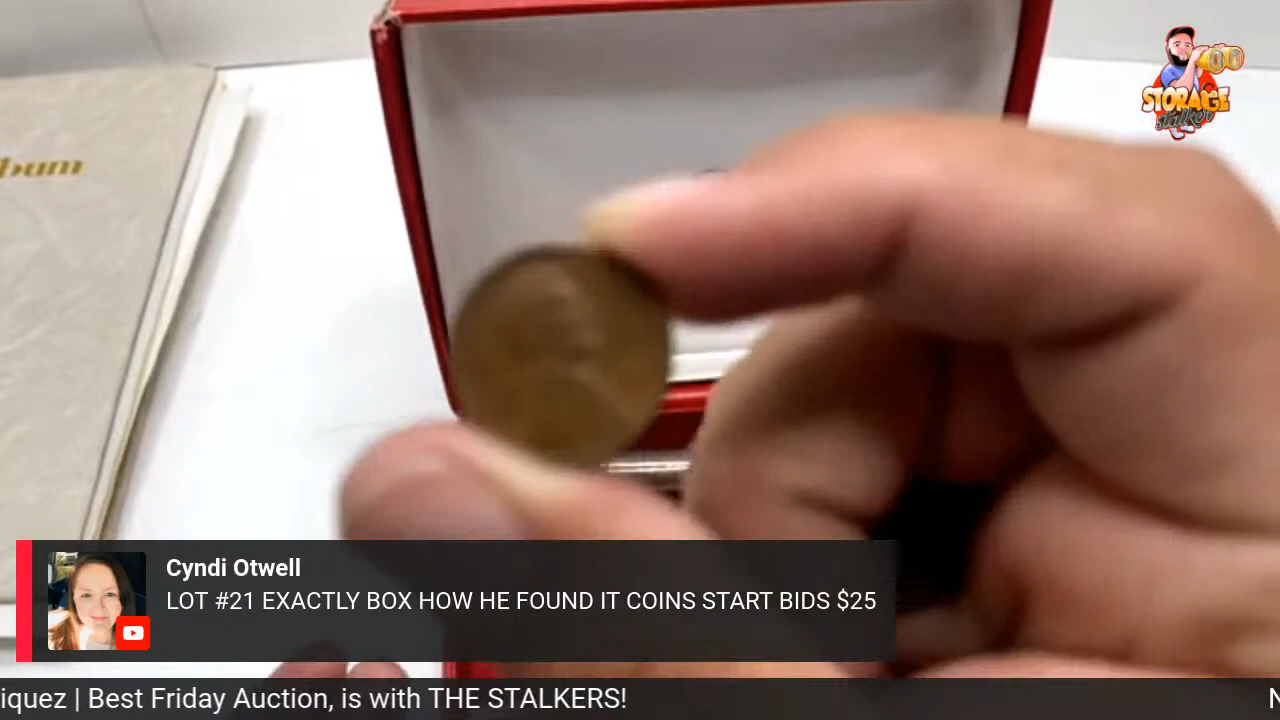 lbum
STORAGE
stalker
Cyndi Otwell
LOT #21 EXACTLY BOX HOW HE FOUND IT COINS START BIDS $25
iquez | Best Friday Auction, is with THE STALKERS!
N